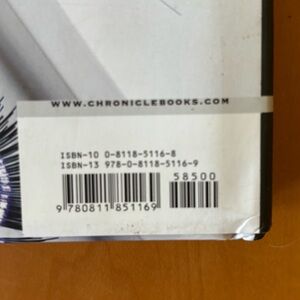 WWW.CHRONICLEBOOKS.COM
ISBN-10 0-8118-5116-8
ISBN-13 978-0-8118-5116-9
58500
9 780811 851169